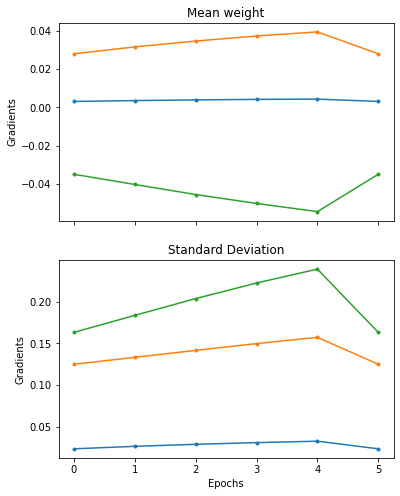 Mean weight
0.04
0.02
0.00
−0.02
−0.04
Gradients
Standard Deviation
0.20
0.15
0.10
0.05
Gradients
0 1 2 3 4 5
Epochs